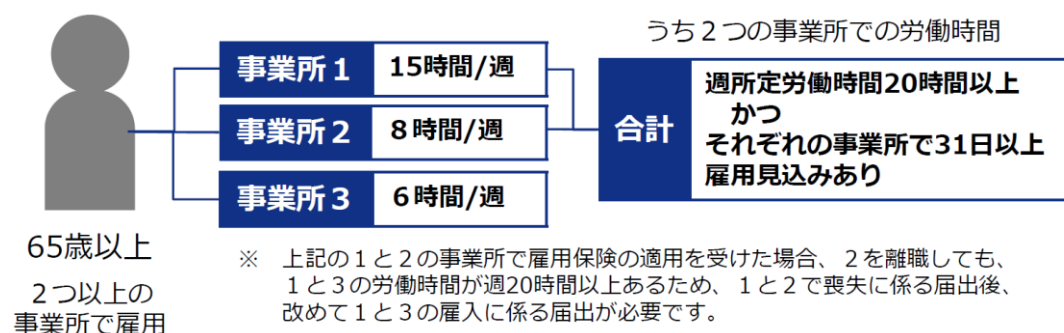 うち２つの事業所での労働時間
事業所１ 15時間/週
事業所２ ８時間/週
事業所３ ６時間/週
合計
週所定労働時間20時間以上
かつ
それぞれの事業所で31日以上
雇用見込みあり
65歳以上
２つ以上の
事業所で雇用
※　上記の１と２の事業所で雇用保険の適用を受けた場合、２を離職しても、
１と３の労働時間が週20時間以上あるため、１と２で喪失に係る届出後、
改めて１と３の雇入に係る届出が必要です。